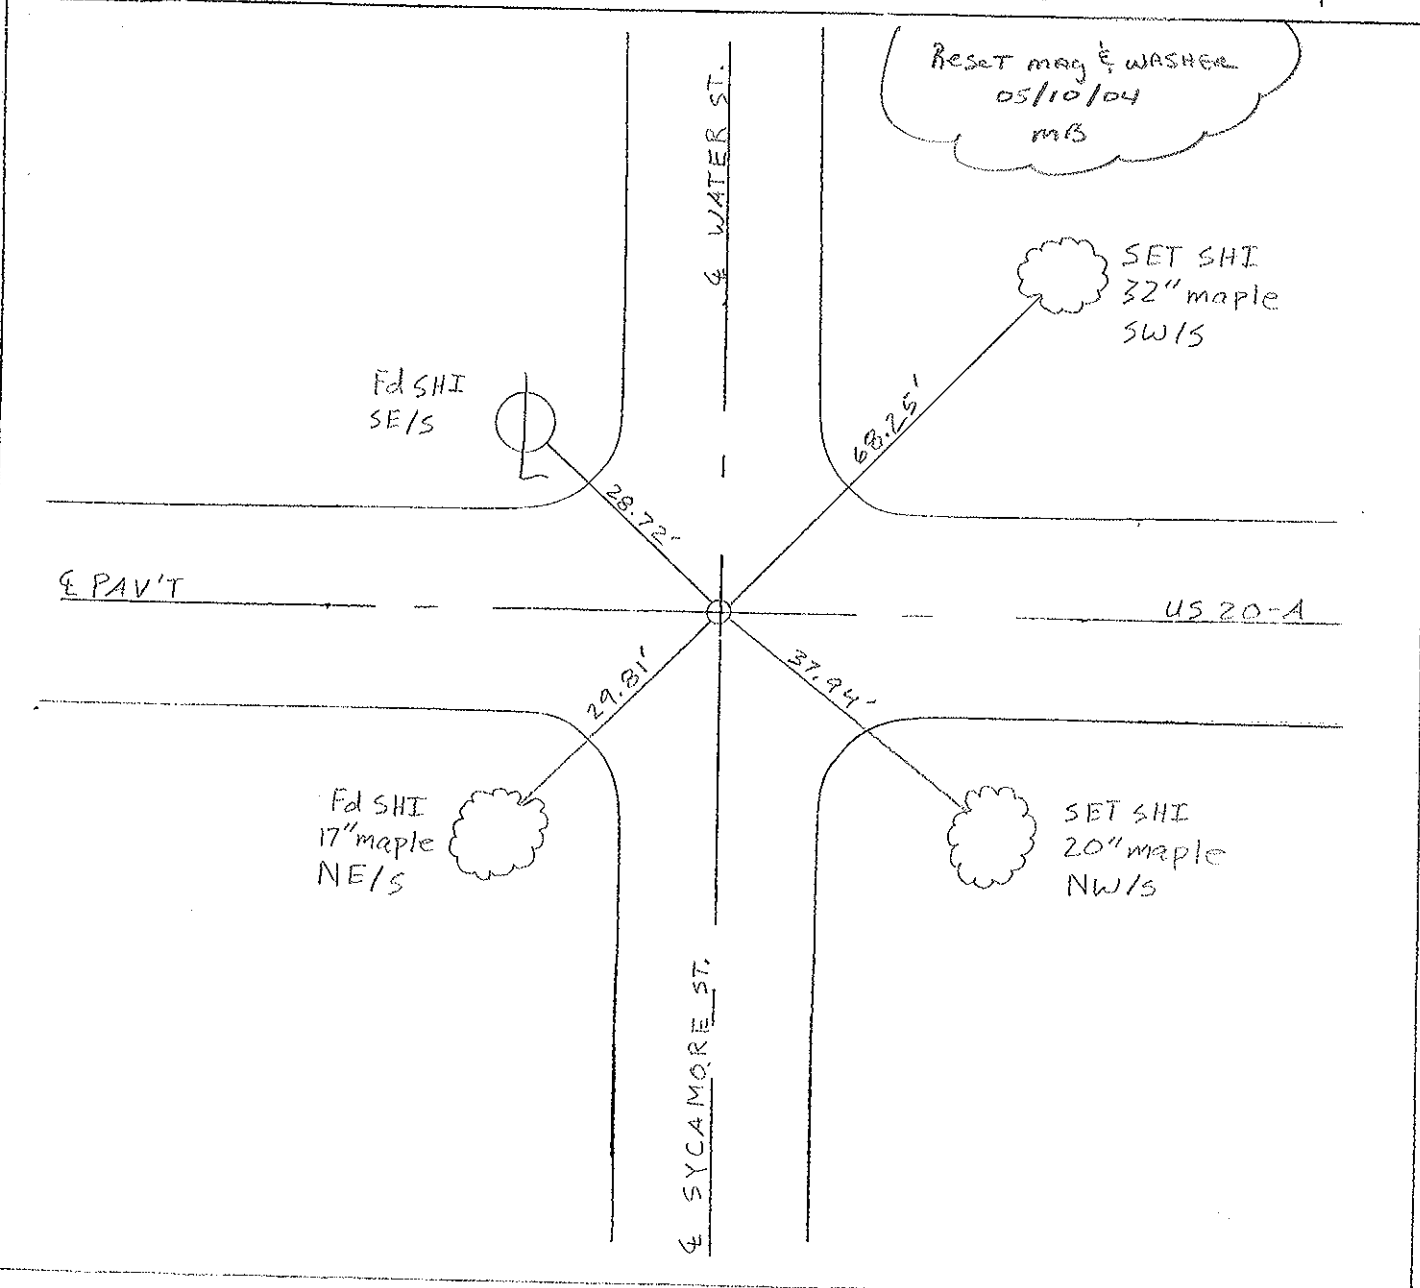 Reset mag & WASHER
05/10/04
MB
℄ WATER ST.
SET SHI
32" maple
SW/S
Fd SHI
SE/S
68.25'
28.72'
℄ PAV'T
US 20-A
29.81'
37.94'
Fd SHI
17" maple
NE/S
SET SHI
20" maple
NW/S
℄ SYCAMORE ST.